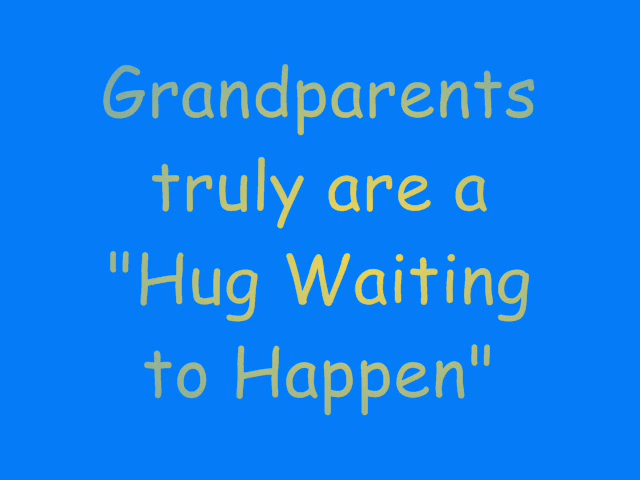 Grandparents
truly are a
"Hug Waiting
to Happen"